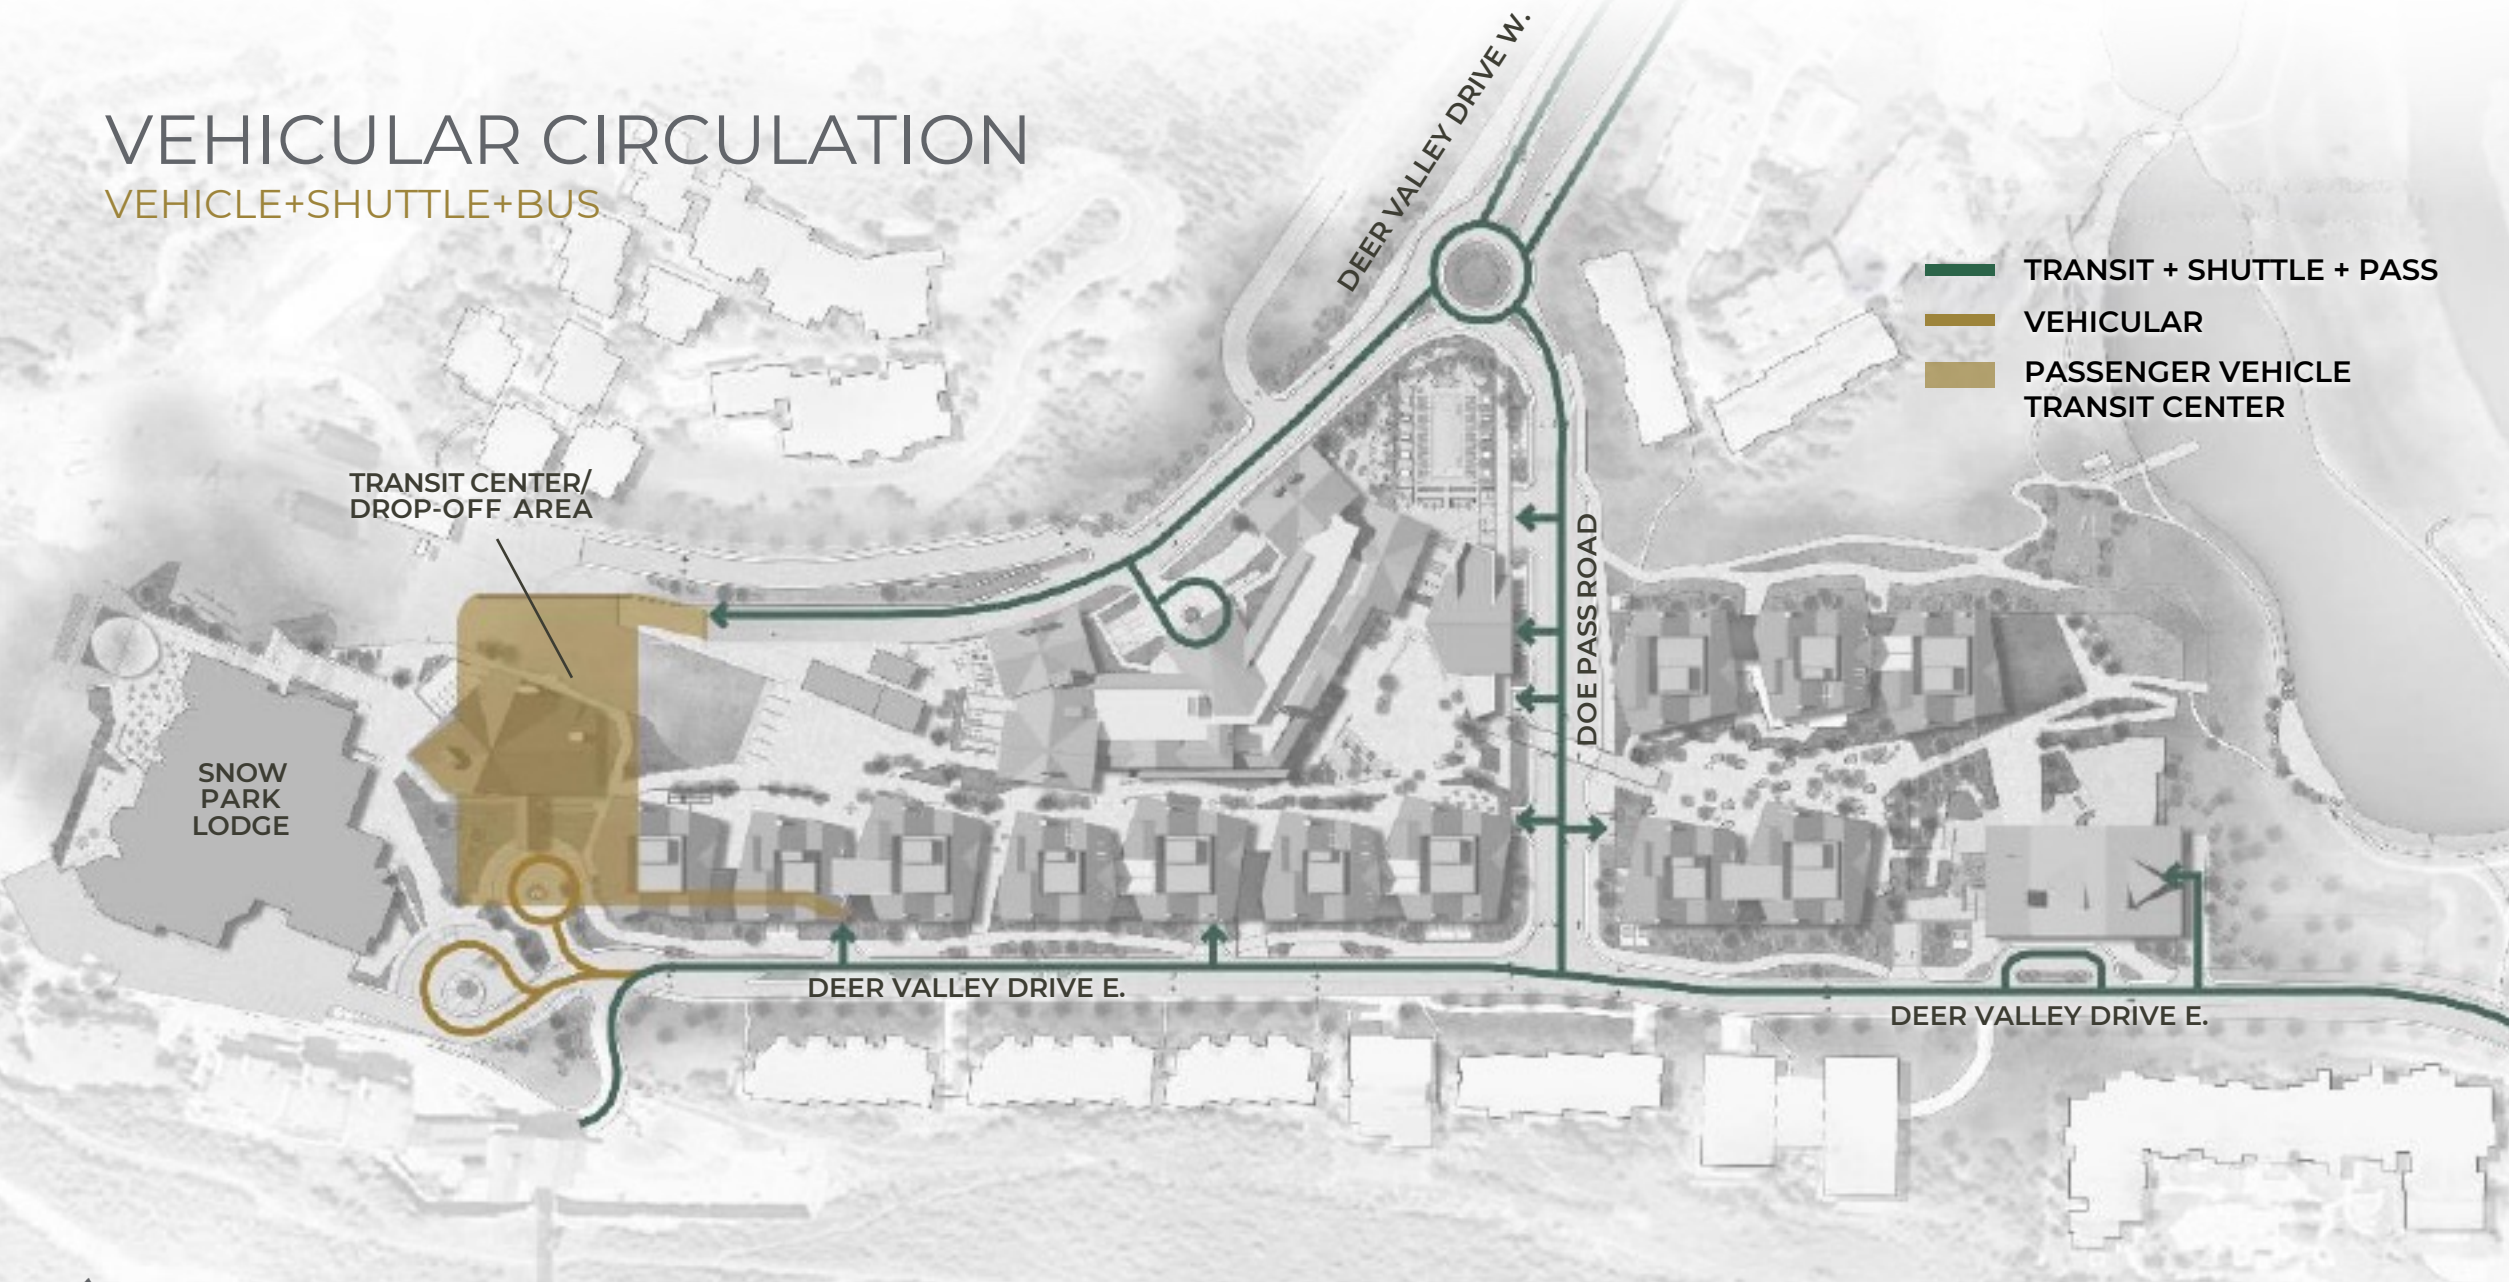 VEHICULAR CIRCULATION
VEHICLE+SHUTTLE+BUS
DEER VALLEY DRIVE W.
TRANSIT + SHUTTLE + PASS
VEHICULAR
PASSENGER VEHICLE
TRANSIT CENTER
TRANSIT CENTER/
DROP-OFF AREA
DOE PASS ROAD
SNOW
PARK
LODGE
DEER VALLEY DRIVE E.
DEER VALLEY DRIVE E.